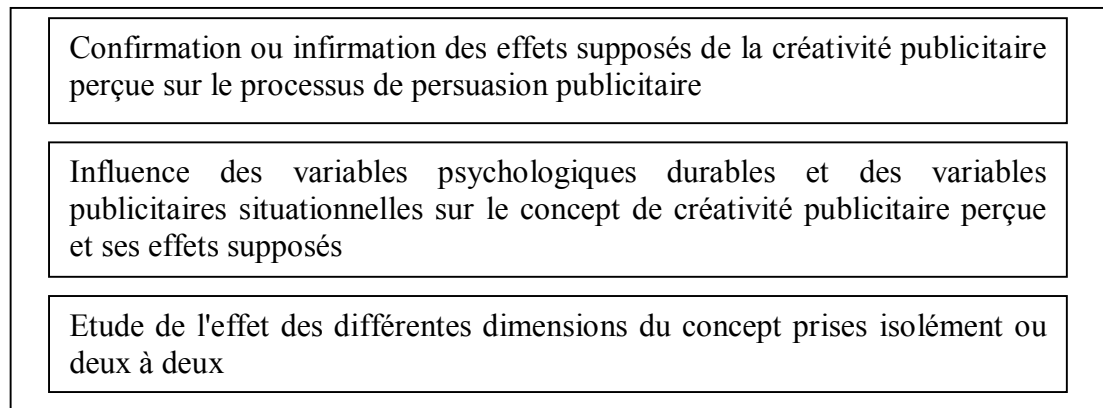 Confirmation ou infirmation des effets supposés de la créativité publicitaire
perçue sur le processus de persuasion publicitaire
Influence des variables psychologiques durables et des variables
publicitaires situationnelles sur le concept de créativité publicitaire perçue
et ses effets supposés
Etude de l'effet des différentes dimensions du concept prises isolément ou
deux à deux